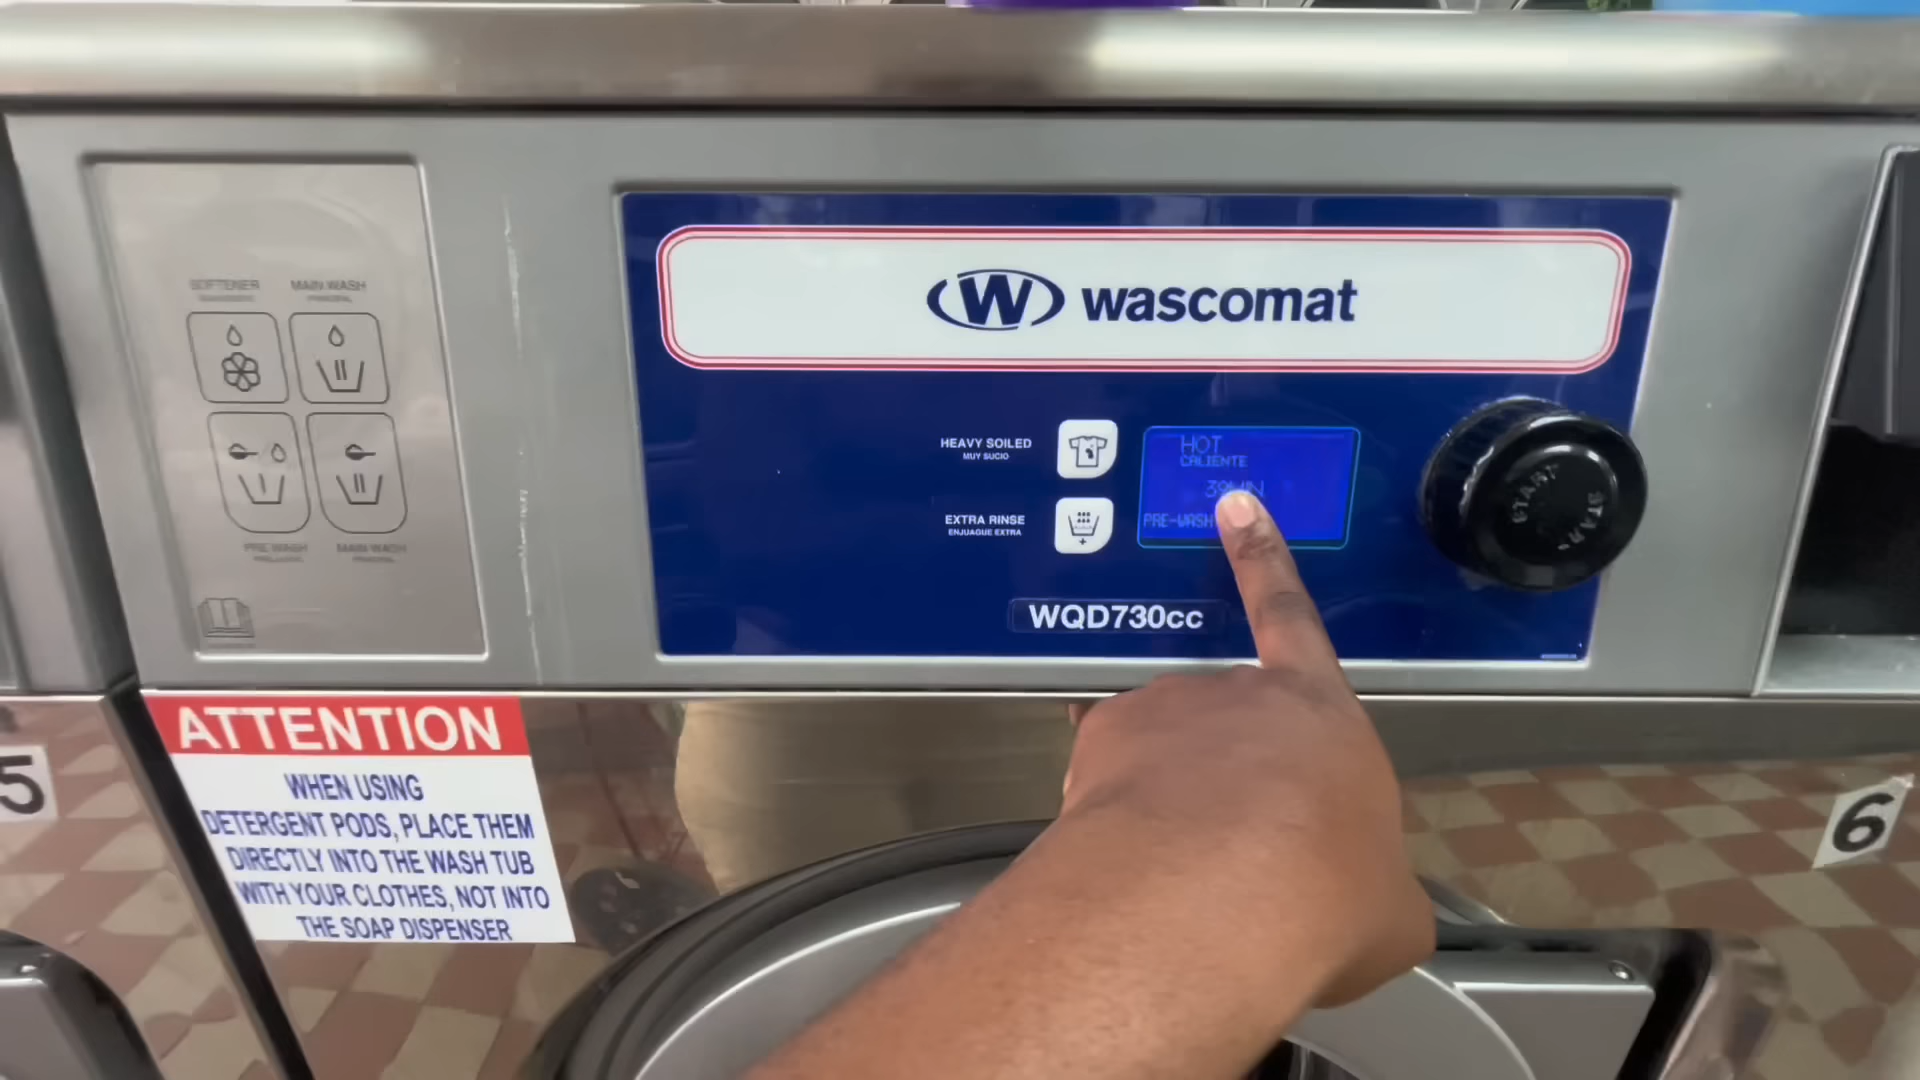 SOFTENER
MAIN WASH
PRE WASH
MAIN WASH
W wascomat
HEAVY SOILED
MUY SUCIO
EXTRA RINSE
ENJUAGUE EXTRA
HOT
CALIENTE
PRE-WASH
START
WQD730cc
ATTENTION
WHEN USING
DETERGENT PODS, PLACE THEM
DIRECTLY INTO THE WASH TUB
WITH YOUR CLOTHES, NOT INTO
THE SOAP DISPENSER
5
6